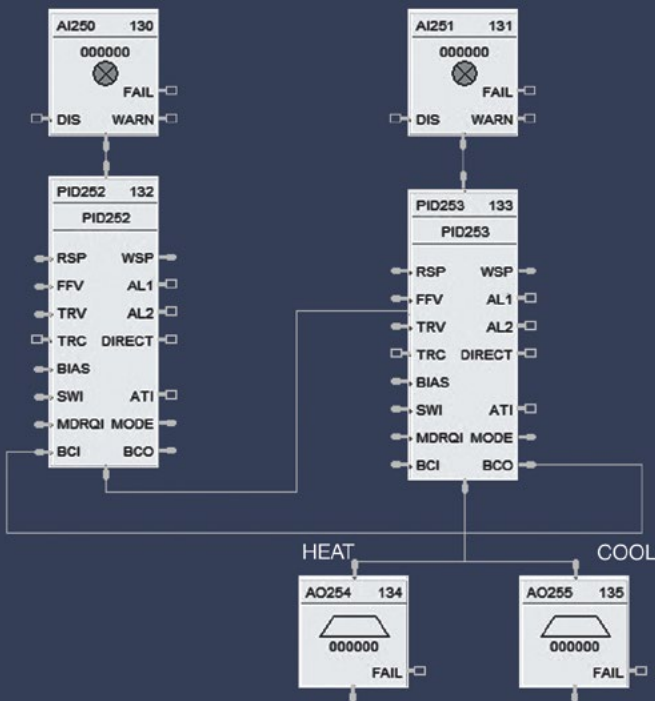 AI250 130
000000
FAIL
DIS WARN
AI251 131
000000
FAIL
DIS WARN
PID252 132
PID252
RSP WSP
FFV AL1
TRV AL2
TRC DIRECT
BIAS
SWI ATI
MDRQI MODE
BCI BCO
PID253 133
PID253
RSP WSP
FFV AL1
TRV AL2
TRC DIRECT
BIAS
SWI ATI
MDRQI MODE
BCI BCO
HEAT COOL
AO254 134
000000
FAIL
AO255 135
000000
FAIL